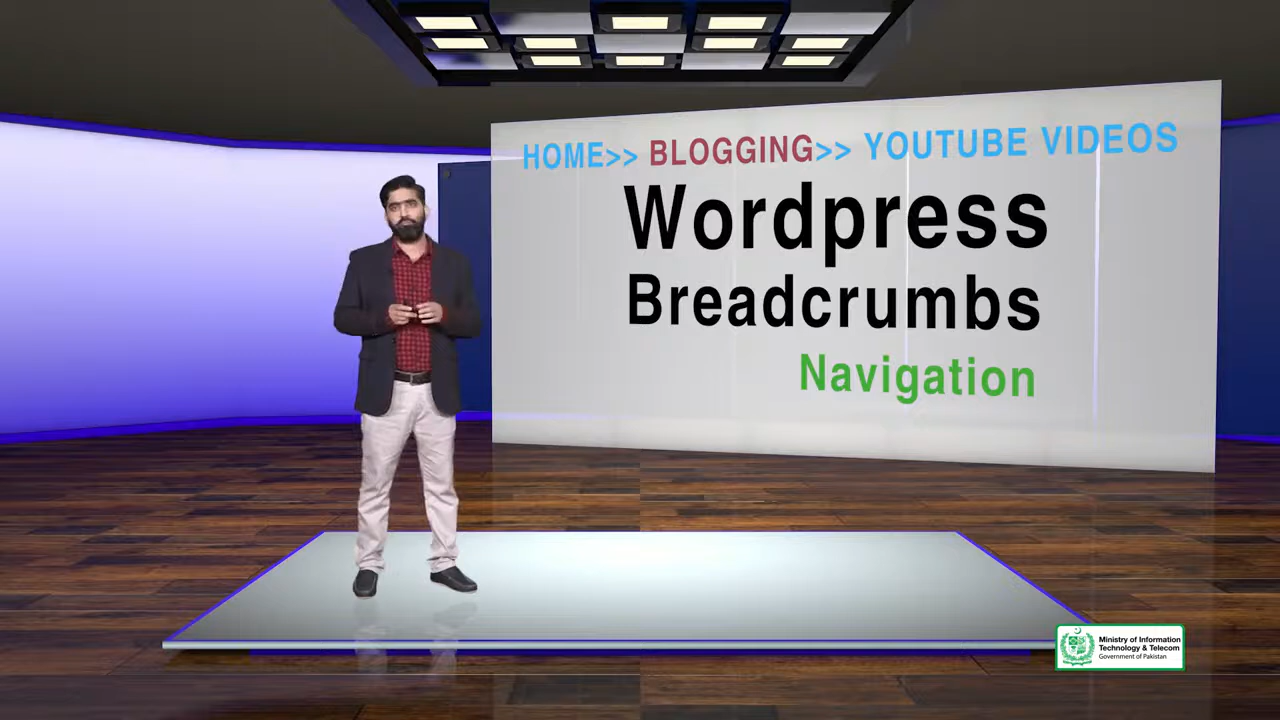 HOME>> BLOGGING>> YOUTUBE VIDEOS
Wordpress
Breadcrumbs
Navigation
Ministry of Information
Technology & Telecom
Government of Pakistan